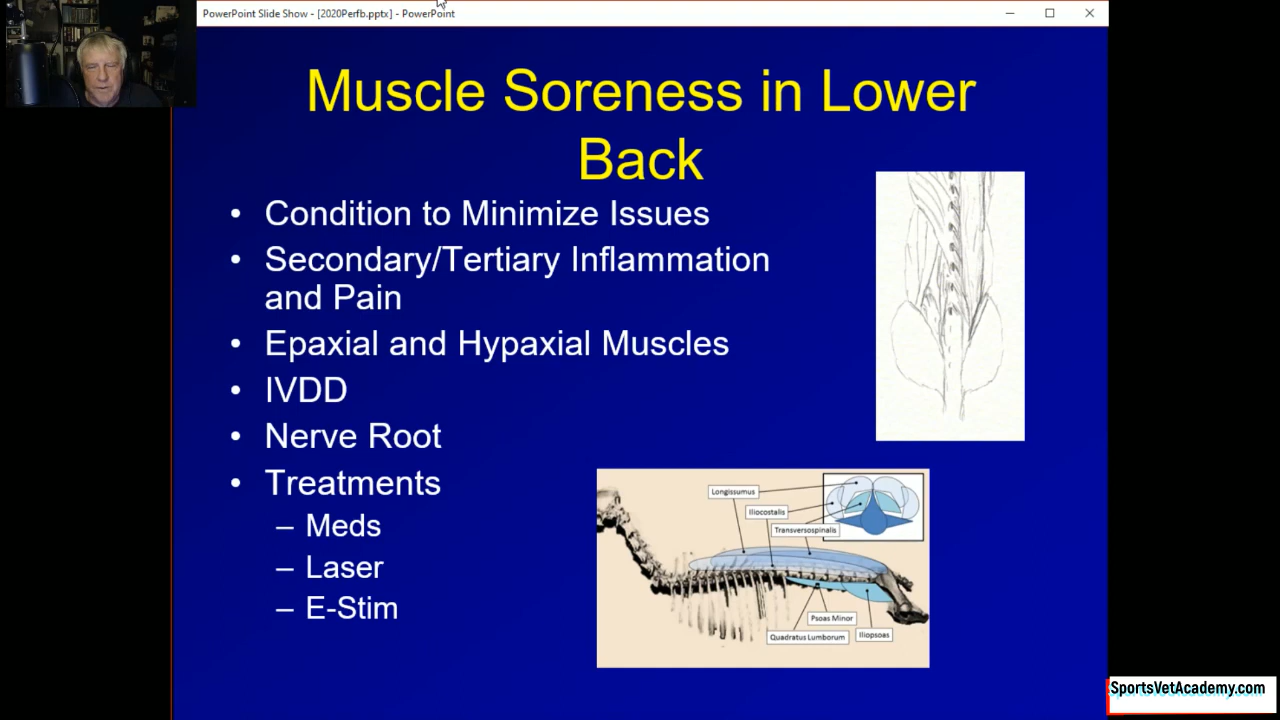 PowerPoint Slide Show - [2020Perfb.pptx] - PowerPoint
Muscle Soreness in Lower
Back
• Condition to Minimize Issues
• Secondary/Tertiary Inflammation
and Pain
• Epaxial and Hypaxial Muscles
• IVDD
• Nerve Root
• Treatments
– Meds
– Laser
– E-Stim
Longissumus
Iliocostalis
Transversospinalis
Psoas Minor
Quadratus Lumborum
Iliopsoas
SportsVetAcademy.com